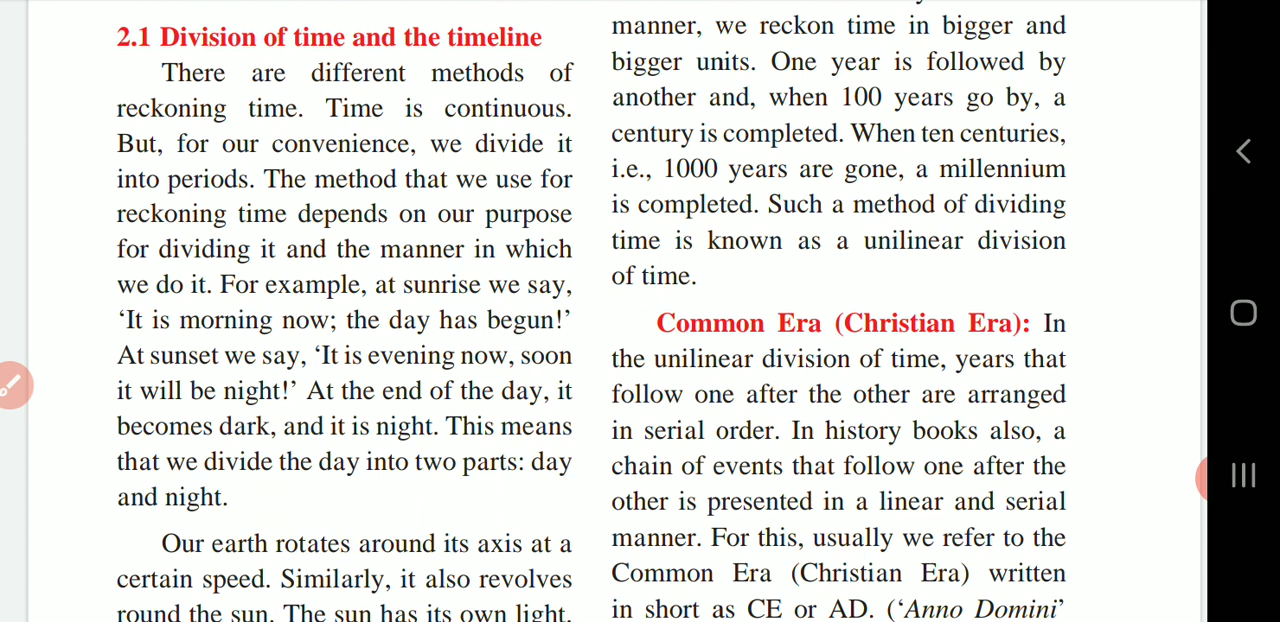 2.1 Division of time and the timeline
There are different methods of
reckoning time. Time is continuous.
But, for our convenience, we divide it
into periods. The method that we use for
reckoning time depends on our purpose
for dividing it and the manner in which
we do it. For example, at sunrise we say,
‘It is morning now; the day has begun!’
At sunset we say, ‘It is evening now, soon
it will be night!’ At the end of the day, it
becomes dark, and it is night. This means
that we divide the day into two parts: day
and night.
Our earth rotates around its axis at a
certain speed. Similarly, it also revolves
round the sun. The sun has its own light.
manner, we reckon time in bigger and
bigger units. One year is followed by
another and, when 100 years go by, a
century is completed. When ten centuries,
i.e., 1000 years are gone, a millennium
is completed. Such a method of dividing
time is known as a unilinear division
of time.
Common Era (Christian Era): In
the unilinear division of time, years that
follow one after the other are arranged
in serial order. In history books also, a
chain of events that follow one after the
other is presented in a linear and serial
manner. For this, usually we refer to the
Common Era (Christian Era) written
in short as CE or AD. (‘Anno Domini’